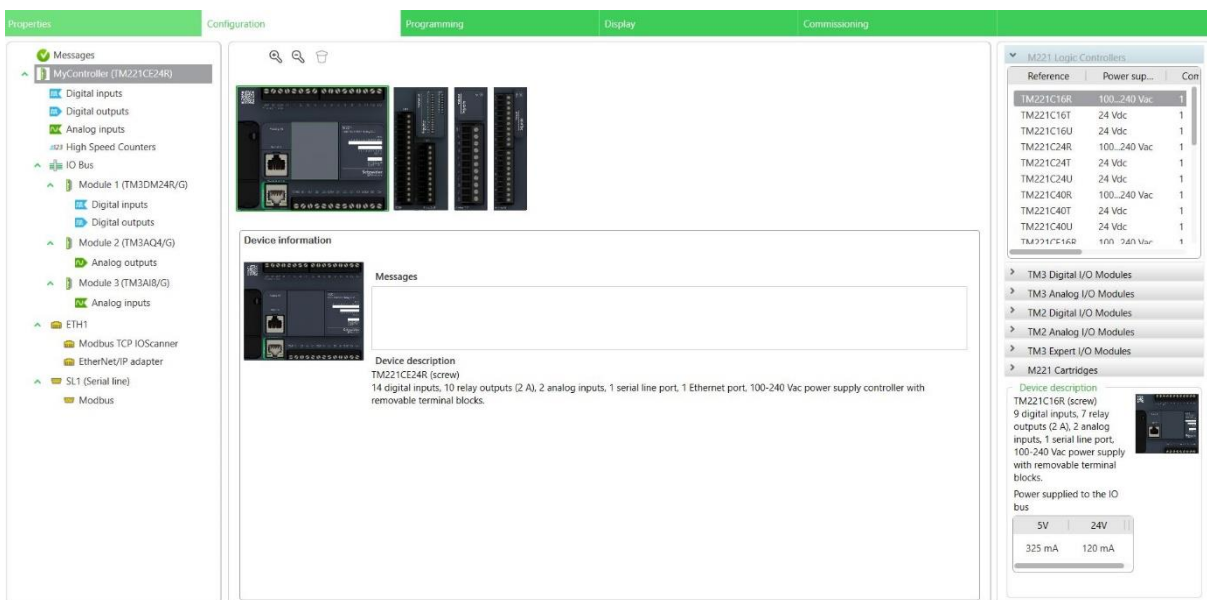 Properties
Configuration
Programming
Display
Commissioning
Messages
MyController (TM221CE24R)
Digital inputs
Digital outputs
Analog inputs
High Speed Counters
IO Bus
Module 1 (TM3DM24R/G)
Digital inputs
Digital outputs
Module 2 (TM3AQ4/G)
Analog outputs
Module 3 (TM3AI8/G)
Analog inputs
ETH1
Modbus TCP IOScanner
EtherNet/IP adapter
SL1 (Serial line)
Modbus
Device information
Messages
Device description
TM221CE24R (screw)
14 digital inputs, 10 relay outputs (2 A), 2 analog inputs, 1 serial line port, 1 Ethernet port, 100-240 Vac power supply controller with
removable terminal blocks.
M221 Logic Controllers
Reference Power sup... Com
TM221C16R 100...240 Vac 1
TM221C16T 24 Vdc 1
TM221C16U 24 Vdc 1
TM221C24R 100...240 Vac 1
TM221C24T 24 Vdc 1
TM221C24U 24 Vdc 1
TM221C40R 100...240 Vac 1
TM221C40T 24 Vdc 1
TM221C40U 24 Vdc 1
TM221CE16R 100...240 Vac 1
TM3 Digital I/O Modules
TM3 Analog I/O Modules
TM2 Digital I/O Modules
TM2 Analog I/O Modules
TM3 Expert I/O Modules
M221 Cartridges
Device description
TM221C16R (screw)
9 digital inputs, 7 relay
outputs (2 A), 2 analog
inputs, 1 serial line port,
100-240 Vac power supply
with removable terminal
blocks.
Power supplied to the IO
bus
5V 24V
325 mA 120 mA